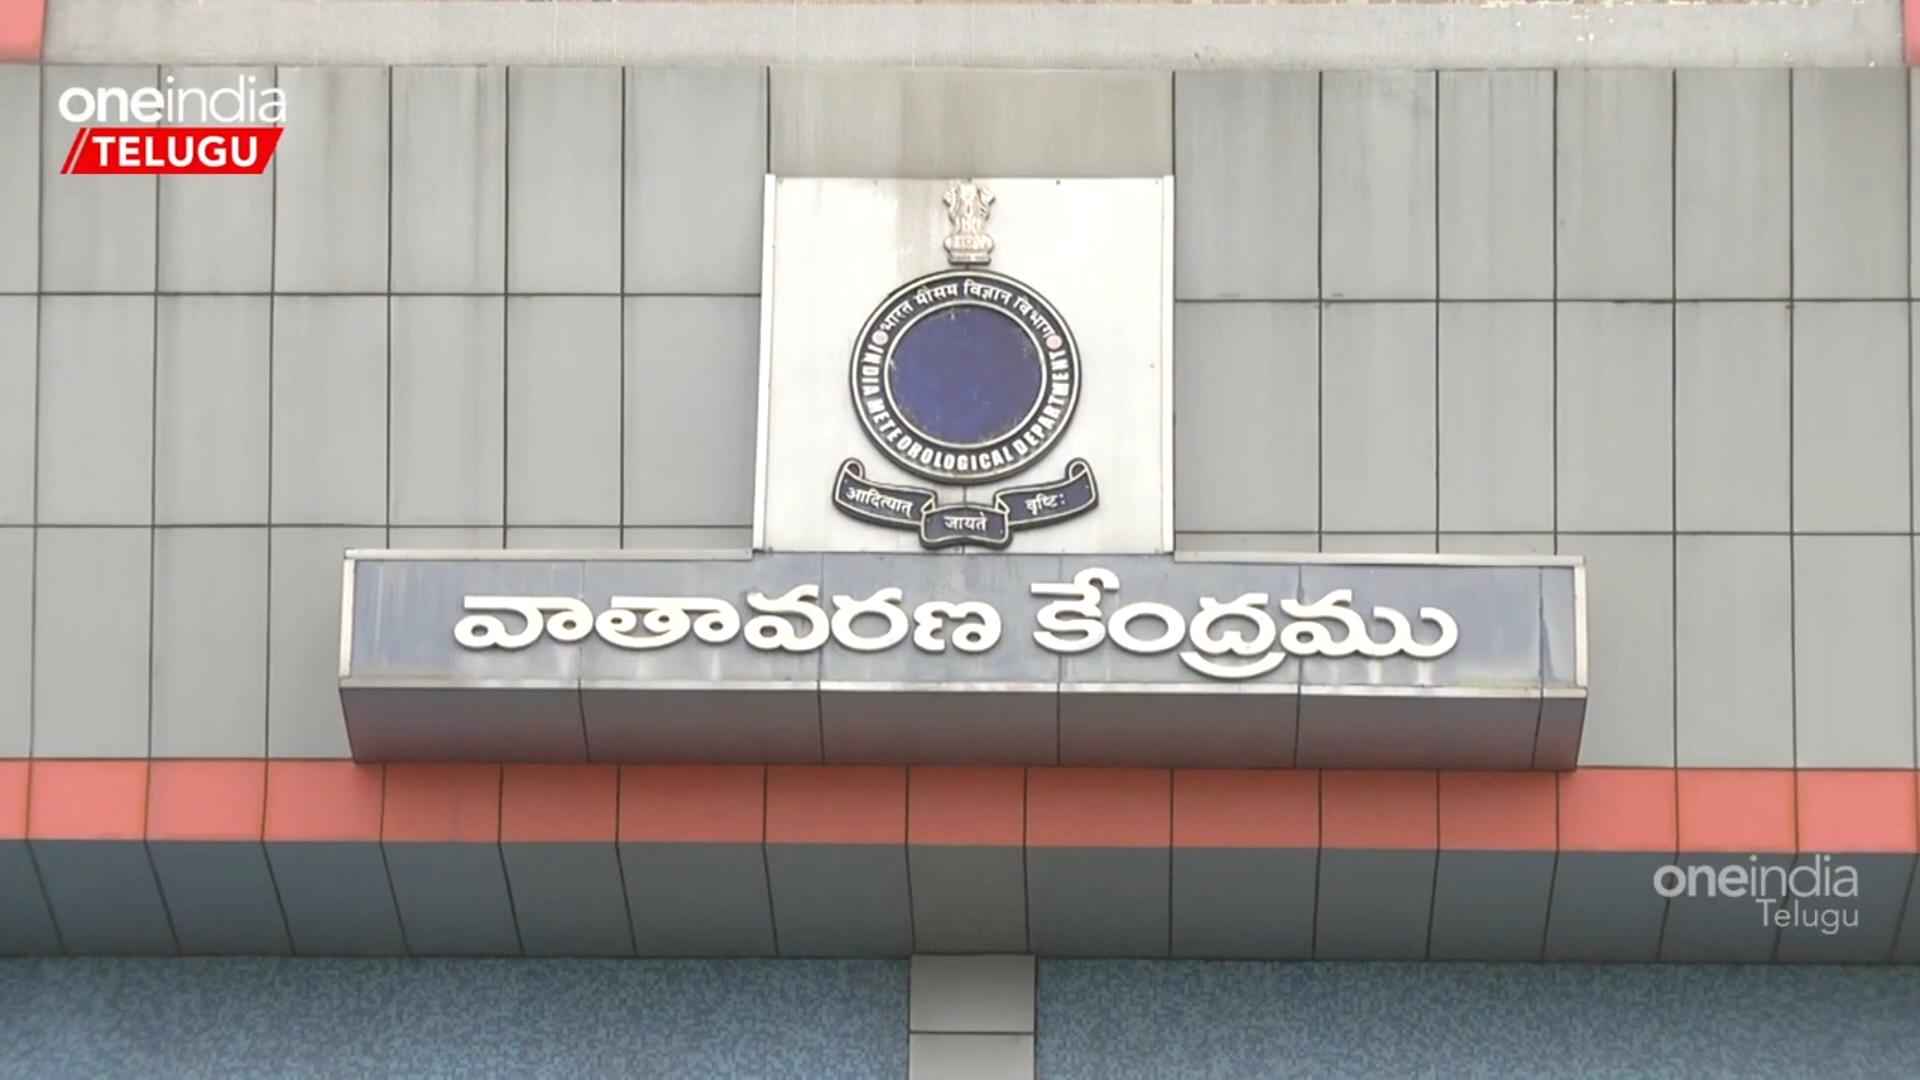 oneindia
TELUGU
भारत मौसम विज्ञान विभाग
INDIA METEOROLOGICAL DEPARTMENT
आदित्यात् जायते वृष्टिः
వాతావరణ కేంద్రము
oneindia
Telugu